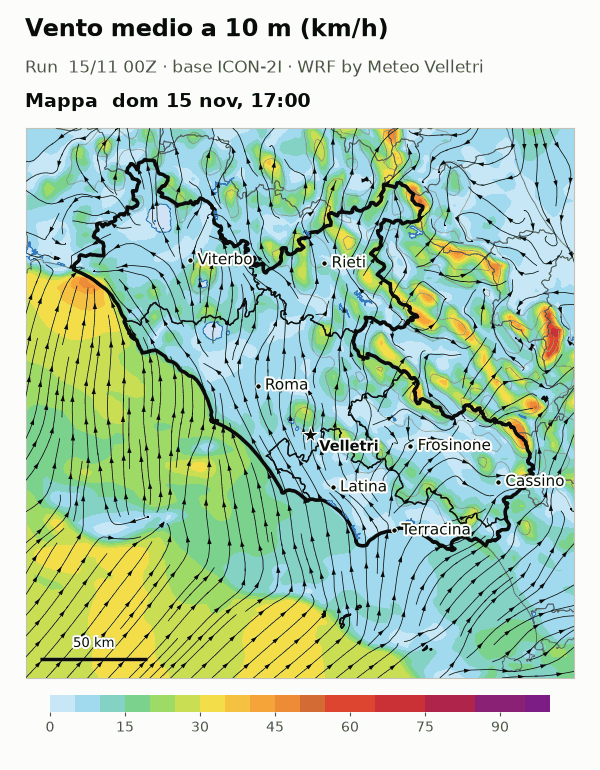 Vento medio a 10 m (km/h)
Run 15/11 00Z · base ICON-2I · WRF by Meteo Velletri
Mappa dom 15 nov, 17:00
Viterbo
Rieti
Roma
Velletri
Frosinone
Cassino
Latina
Terracina
50 km
0 15 30 45 60 75 90